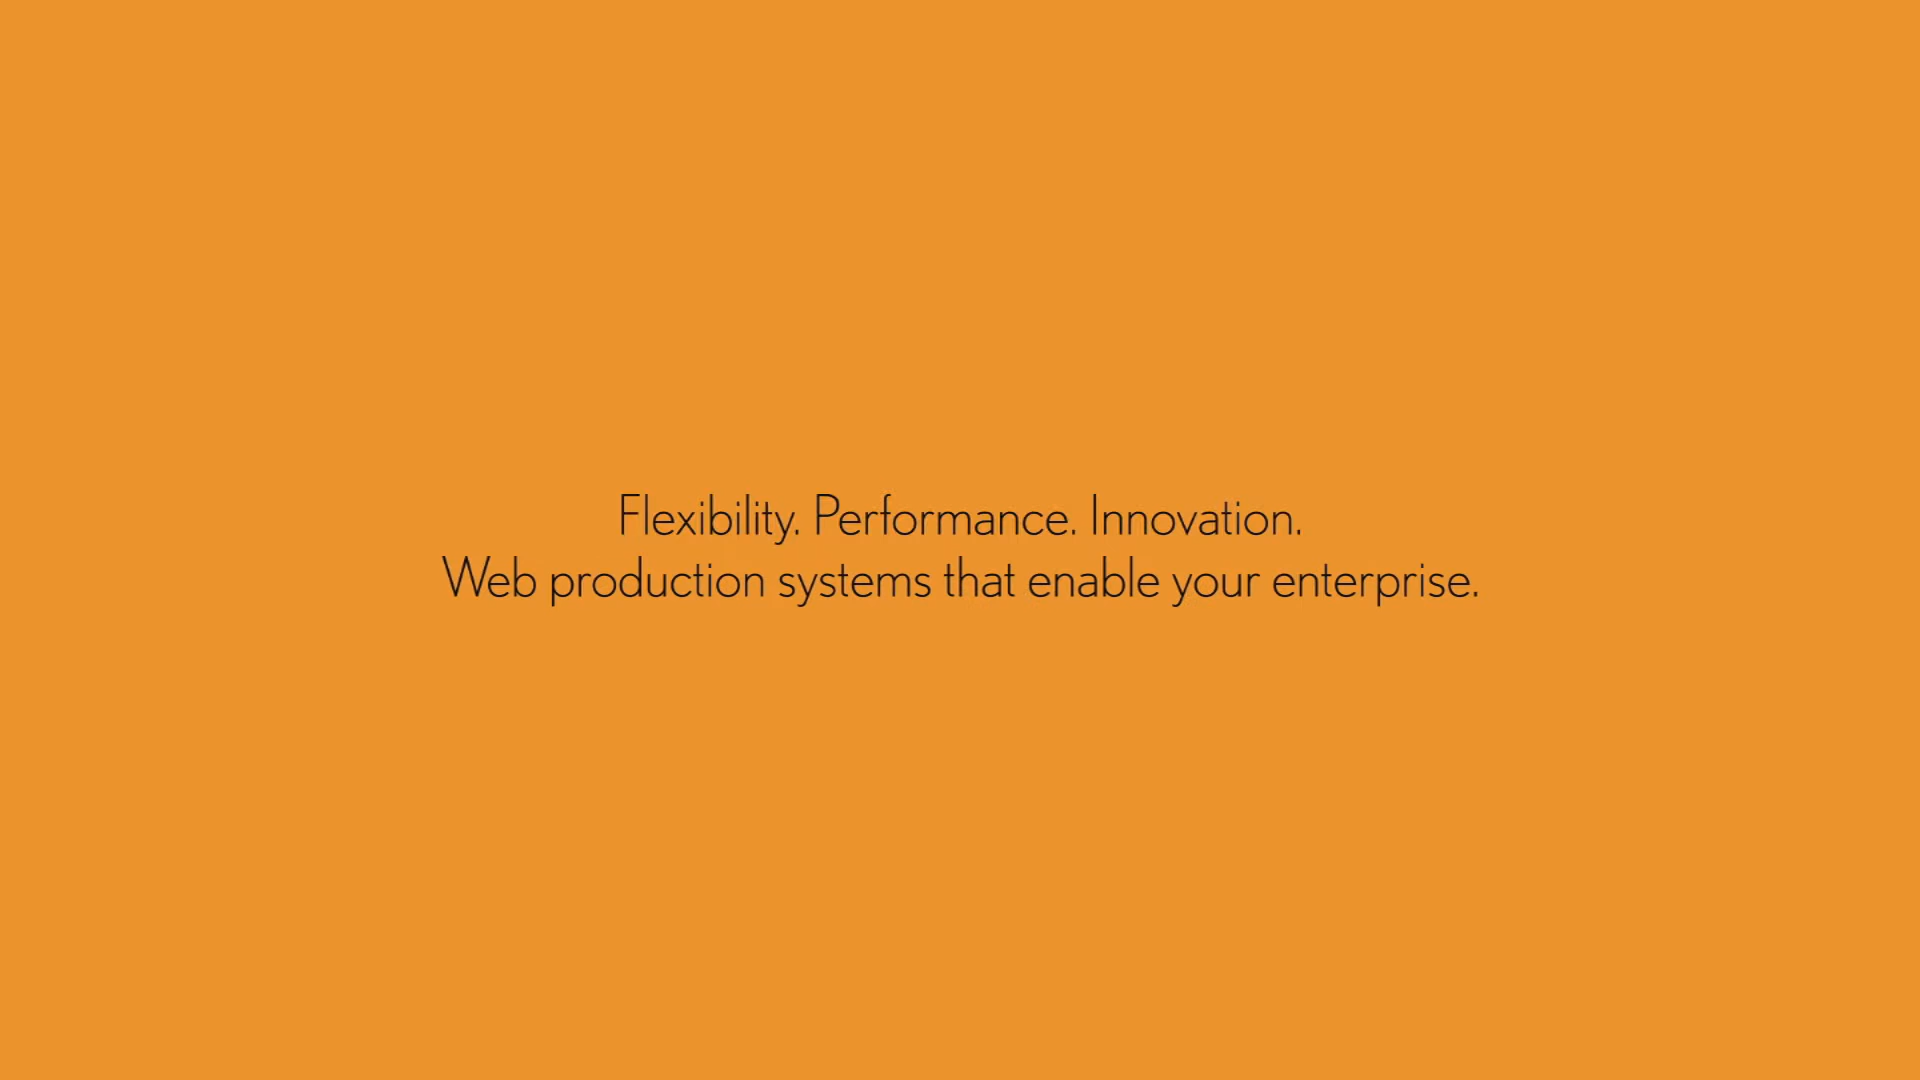 Flexibility. Performance. Innovation.
Web production systems that enable your enterprise.